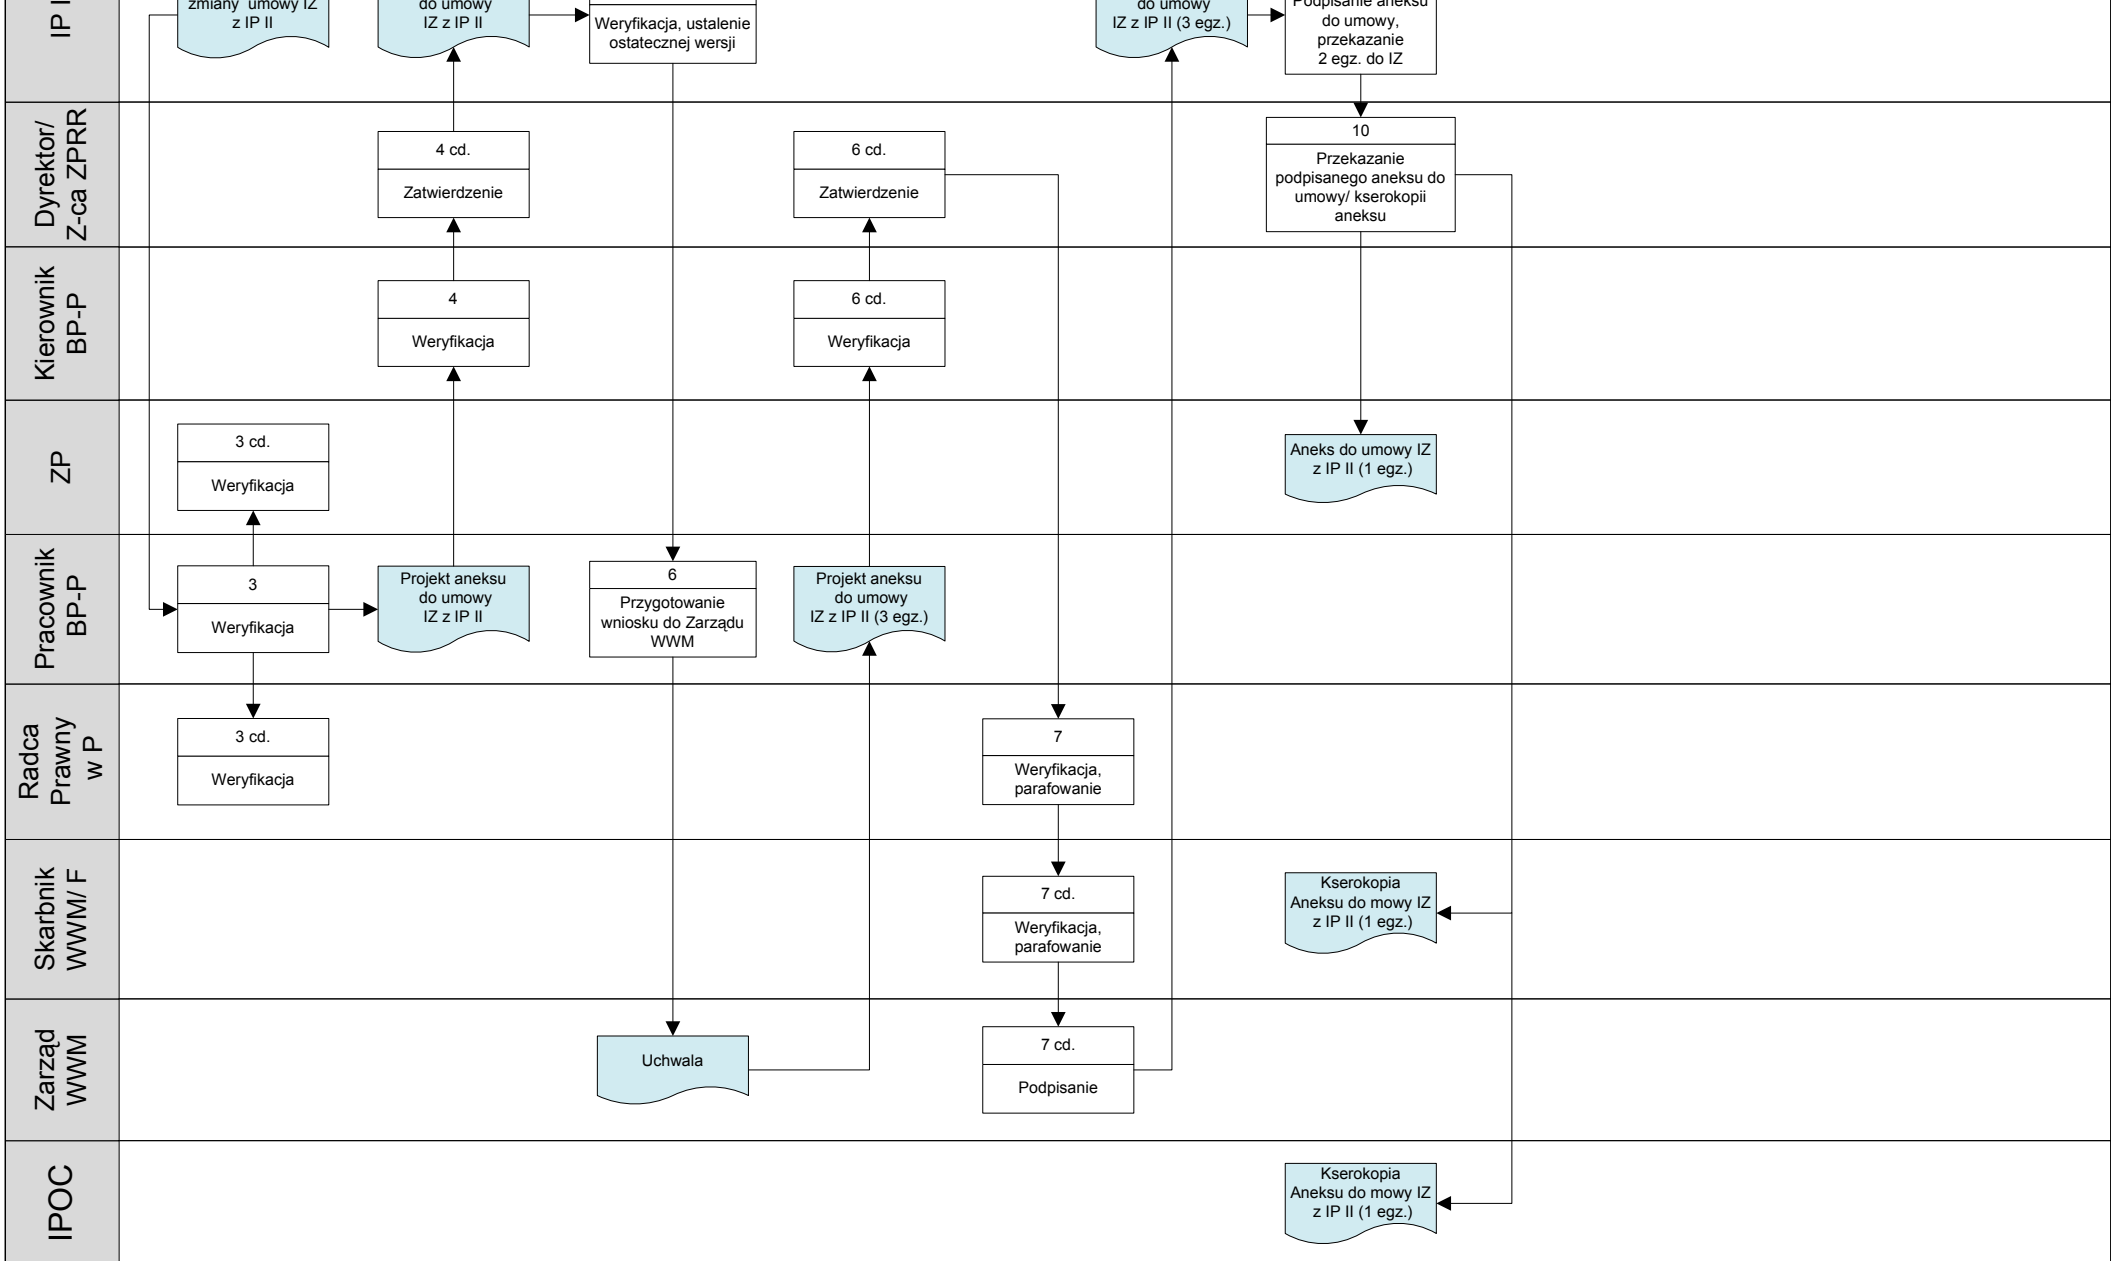 IP I
zmiany umowy IZ
z IP II
do umowy
IZ z IP II
Weryfikacja, ustalenie
ostatecznej wersji
do umowy
IZ z IP II (3 egz.)
Podpisanie aneksu
do umowy,
przekazanie
2 egz. do IZ
Dyrektor/
Z-ca ZPRR
4 cd.
Zatwierdzenie
6 cd.
Zatwierdzenie
10
Przekazanie
podpisanego aneksu do
umowy/ kserokopii
aneksu
Kierownik
BP-P
4
Weryfikacja
6 cd.
Weryfikacja
ZP
3 cd.
Weryfikacja
Aneks do umowy IZ
z IP II (1 egz.)
Pracownik
BP-P
3
Weryfikacja
Projekt aneksu
do umowy
IZ z IP II
6
Przygotowanie
wniosku do Zarządu
WWM
Projekt aneksu
do umowy
IZ z IP II (3 egz.)
Radca
Prawny
w P
3 cd.
Weryfikacja
7
Weryfikacja,
parafowanie
Skarbnik
WWM/ F
7 cd.
Weryfikacja,
parafowanie
Kserokopia
Aneksu do mowy IZ
z IP II (1 egz.)
Zarząd
WWM
Uchwala
7 cd.
Podpisanie
IPOC
Kserokopia
Aneksu do mowy IZ
z IP II (1 egz.)